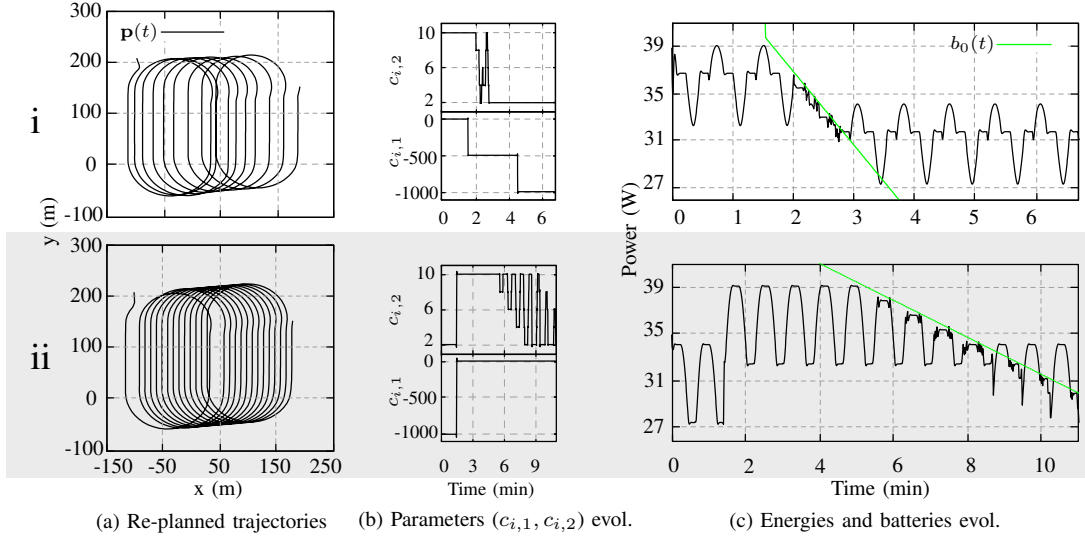 i
y (m)
300
200
100
0
-100
p(t)
c_{i,2}
10
6
2
c_{i,1}
0
-500
-1000
0 2 4 6
Power (W)
39
35
31
27
b_0(t)
0 1 2 3 4 5 6
ii
300
200
100
0
-100
-150 -50 50 150 250
x (m)
c_{i,2}
10
6
2
c_{i,1}
0
-500
-1000
0 3 6 9
Time (min)
39
35
31
27
0 2 4 6 8 10
Time (min)
(a) Re-planned trajectories
(b) Parameters (c_{i,1}, c_{i,2}) evol.
(c) Energies and batteries evol.